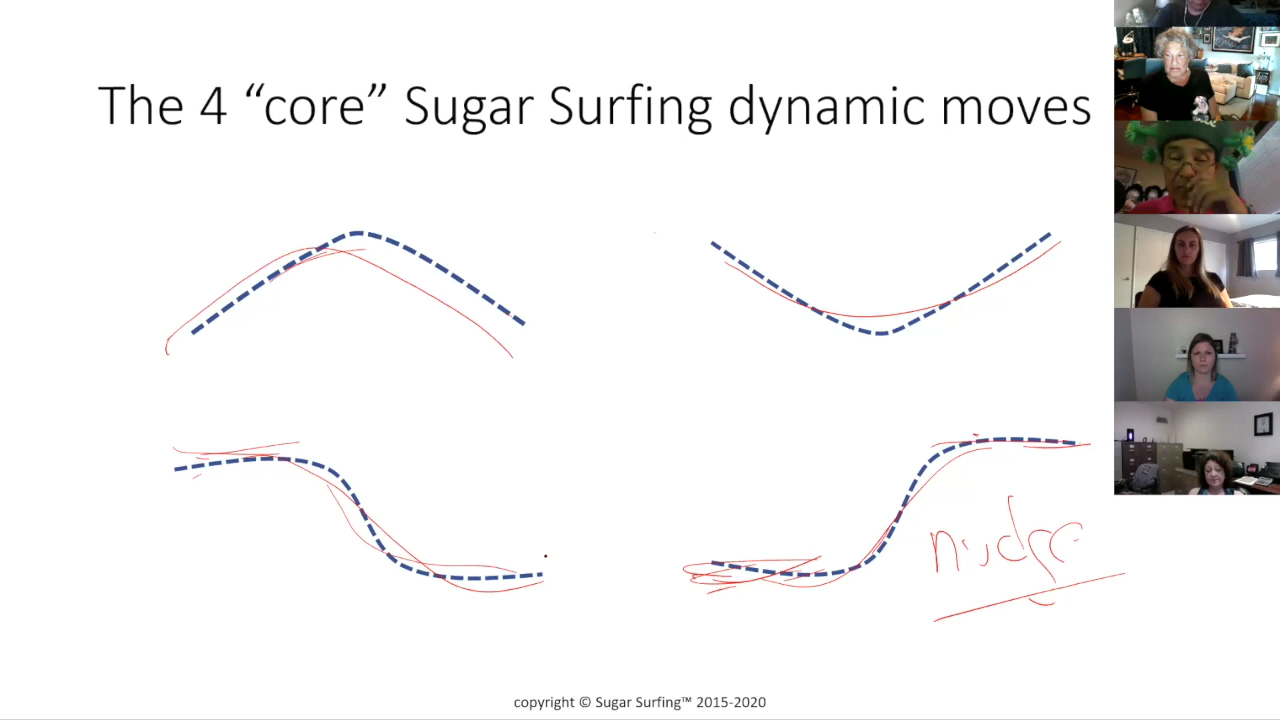 The 4 “core” Sugar Surfing dynamic moves
nudge
copyright © Sugar Surfing™ 2015-2020